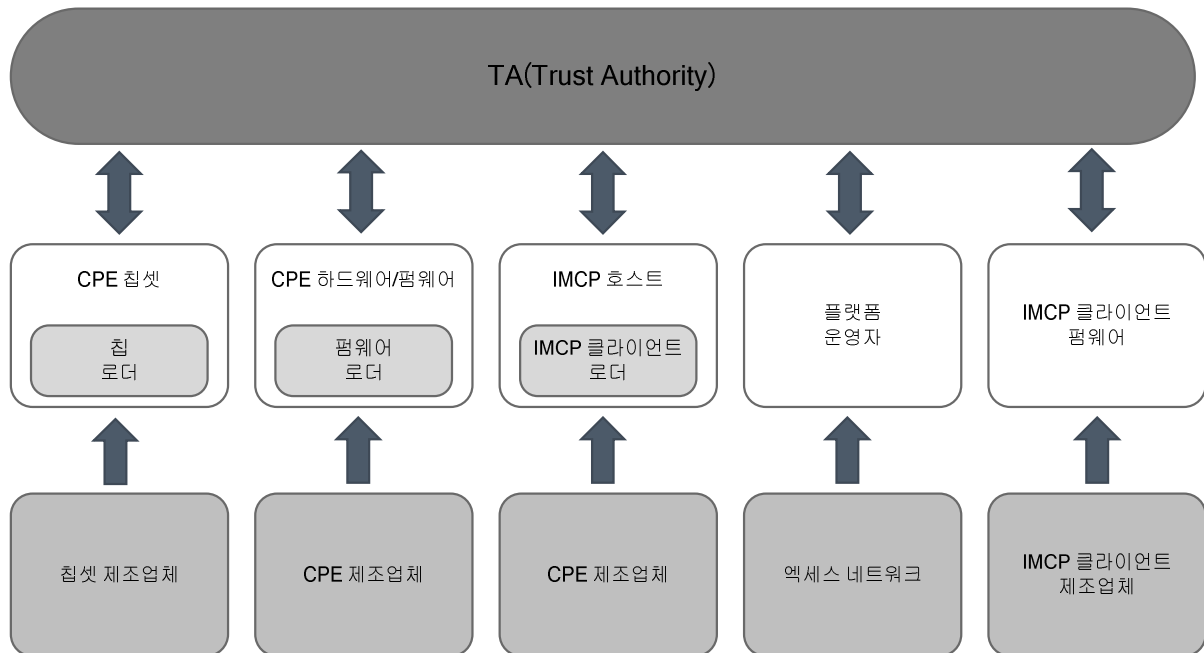 TA(Trust Authority)
CPE 칩셋
칩
로더
CPE 하드웨어/펌웨어
펌웨어
로더
IMCP 호스트
IMCP 클라이언트
로더
플랫폼
운영자
IMCP 클라이언트
펌웨어
칩셋 제조업체
CPE 제조업체
CPE 제조업체
엑세스 네트워크
IMCP 클라이언트
제조업체